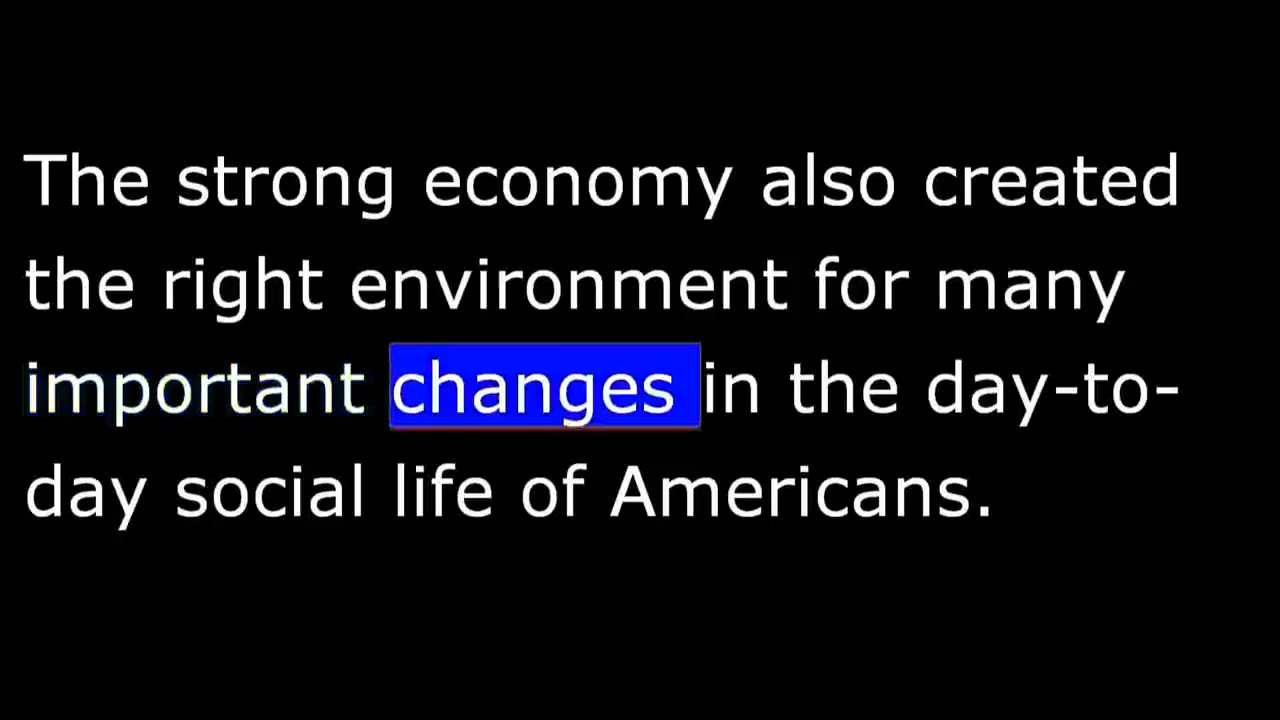 The strong economy also created
the right environment for many
important changes in the day-to-
day social life of Americans.